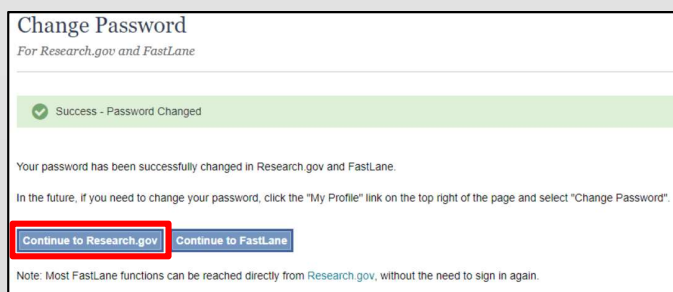 Change Password
For Research.gov and FastLane
Success - Password Changed
Your password has been successfully changed in Research.gov and FastLane.
In the future, if you need to change your password, click the "My Profile" link on the top right of the page and select "Change Password".
Continue to Research.gov Continue to FastLane
Note: Most FastLane functions can be reached directly from Research.gov, without the need to sign in again.